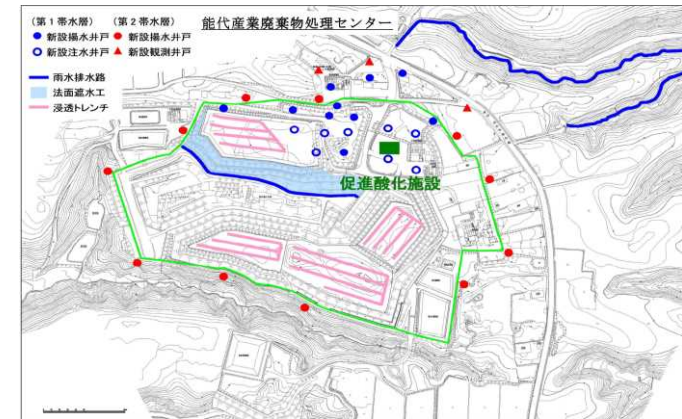 能代産業廃棄物処理センター
(第1帯水層) (第2帯水層)
新設揚水井戸 新設揚水井戸
新設注水井戸 新設観測井戸
雨水排水路
法面遮水工
浸透トレンチ
促進酸化施設